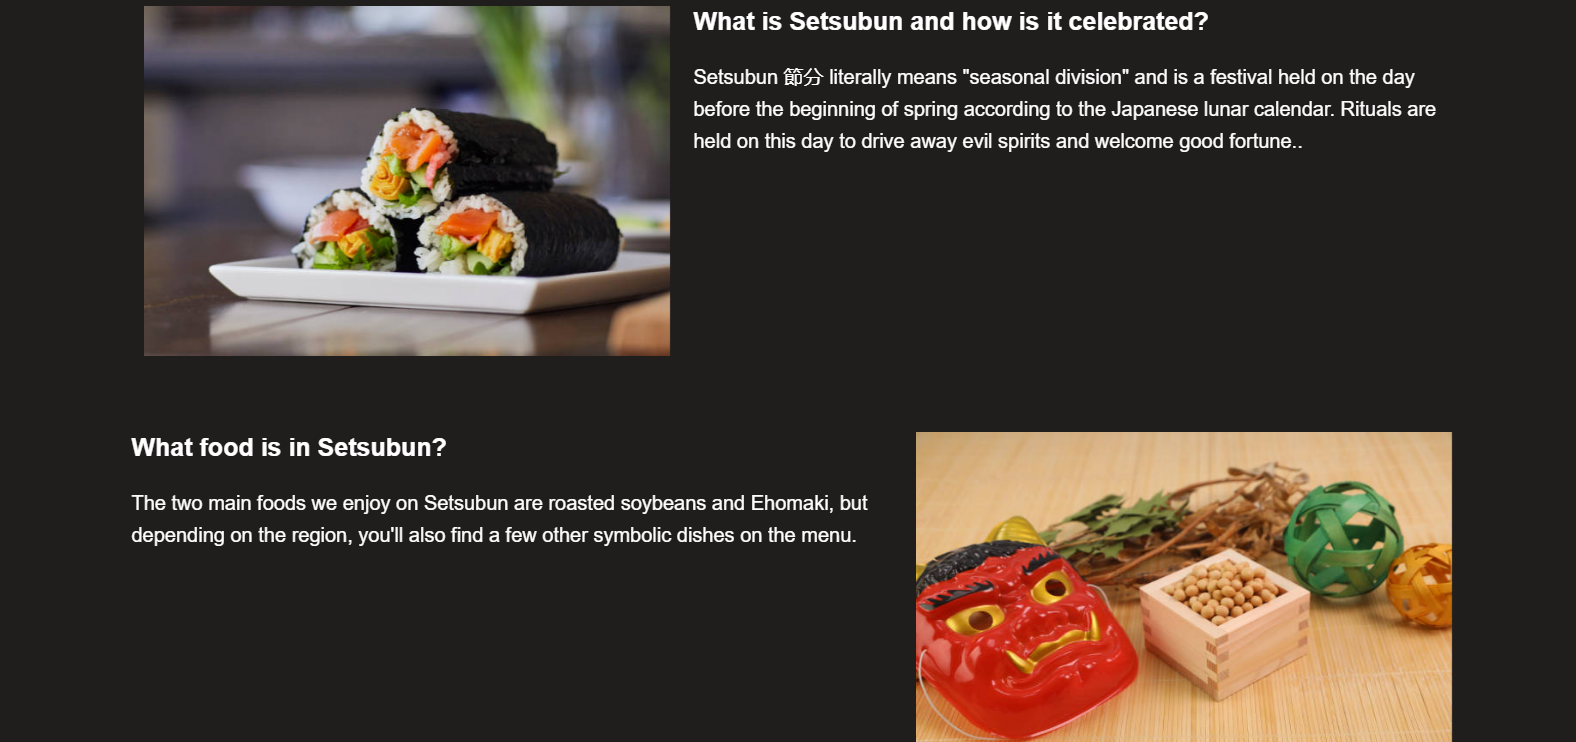 What is Setsubun and how is it celebrated?
Setsubun 節分 literally means "seasonal division" and is a festival held on the day
before the beginning of spring according to the Japanese lunar calendar. Rituals are
held on this day to drive away evil spirits and welcome good fortune..
What food is in Setsubun?
The two main foods we enjoy on Setsubun are roasted soybeans and Ehomaki, but
depending on the region, you'll also find a few other symbolic dishes on the menu.